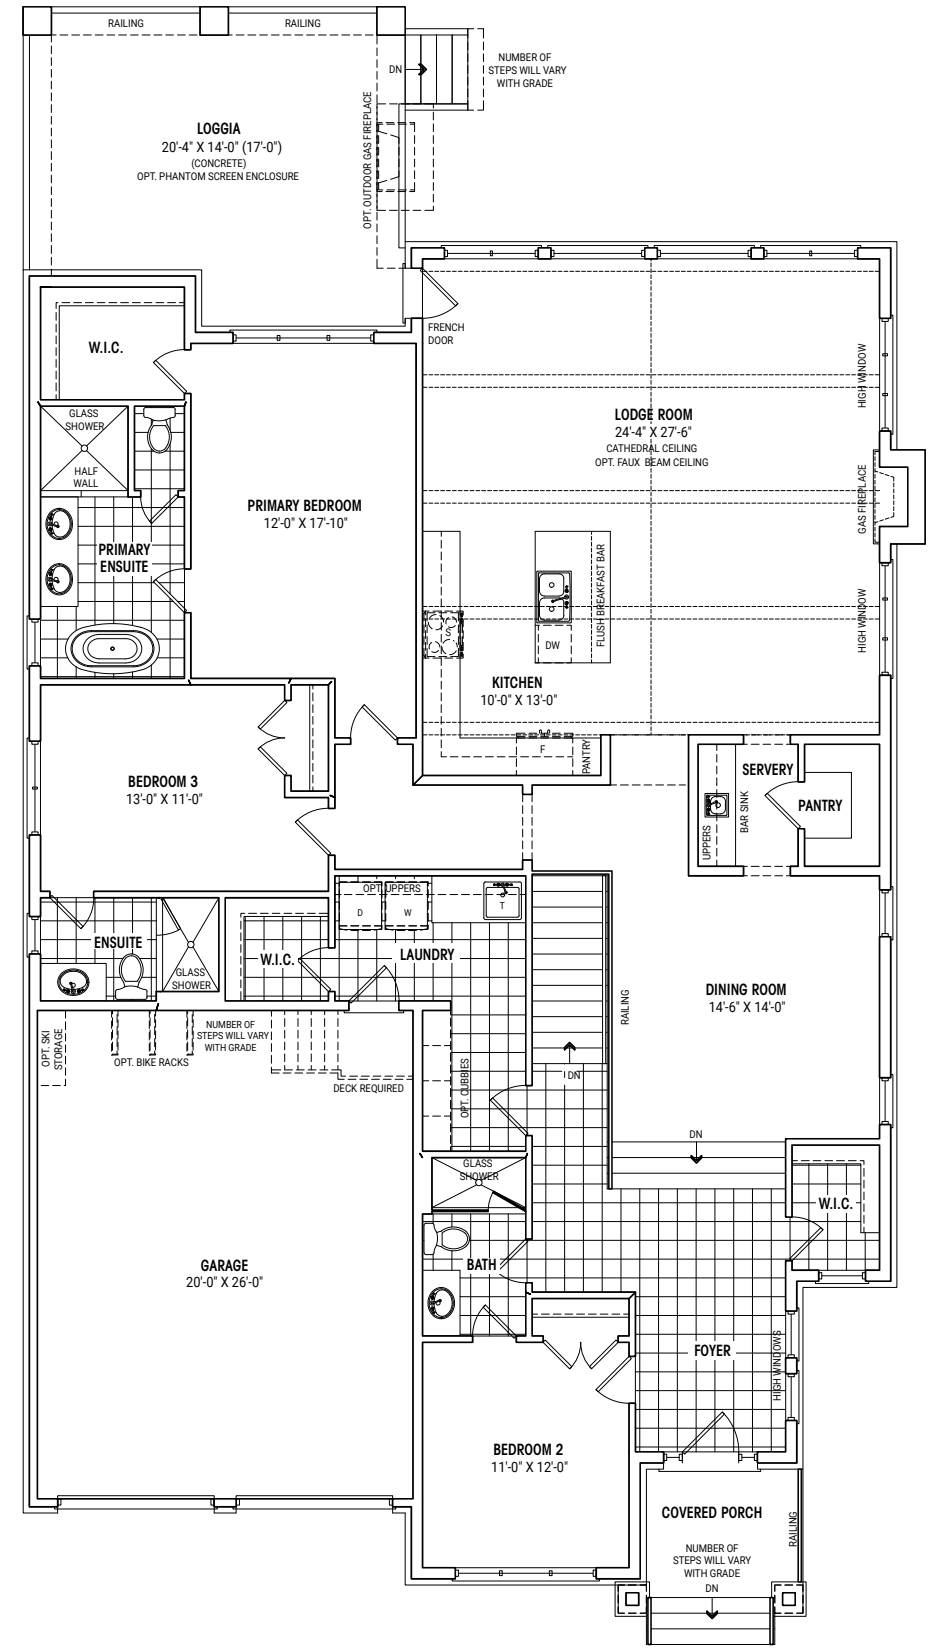 RAILING
RAILING
DN
NUMBER OF
STEPS WILL VARY
WITH GRADE
LOGGIA
20'-4" X 14'-0" (17'-0")
(CONCRETE)
OPT. PHANTOM SCREEN ENCLOSURE
OPT. OUTDOOR GAS FIREPLACE
FRENCH
DOOR
W.I.C.
HIGH WINDOW
LODGE ROOM
24'-4" X 27'-6"
CATHEDRAL CEILING
OPT. FAUX BEAM CEILING
GLASS
SHOWER
HALF
WALL
GAS FIREPLACE
PRIMARY BEDROOM
12'-0" X 17'-10"
PRIMARY
ENSUITE
FLUSH BREAKFAST BAR
HIGH WINDOW
S
DW
KITCHEN
10'-0" X 13'-0"
F
PANTRY
BEDROOM 3
13'-0" X 11'-0"
SERVERY
PANTRY
BAR SINK
UPPERS
OPT. UPPERS
D
W
T
ENSUITE
GLASS
SHOWER
W.I.C.
LAUNDRY
DINING ROOM
14'-6" X 14'-0"
RAILING
OPT. SKI
STORAGE
OPT. BIKE RACKS
NUMBER OF
STEPS WILL VARY
WITH GRADE
DECK REQUIRED
OPT. CUBBIES
DN
DN
GLASS
SHOWER
W.I.C.
GARAGE
20'-0" X 26'-0"
BATH
FOYER
HIGH WINDOWS
BEDROOM 2
11'-0" X 12'-0"
COVERED PORCH
RAILING
NUMBER OF
STEPS WILL VARY
WITH GRADE
DN